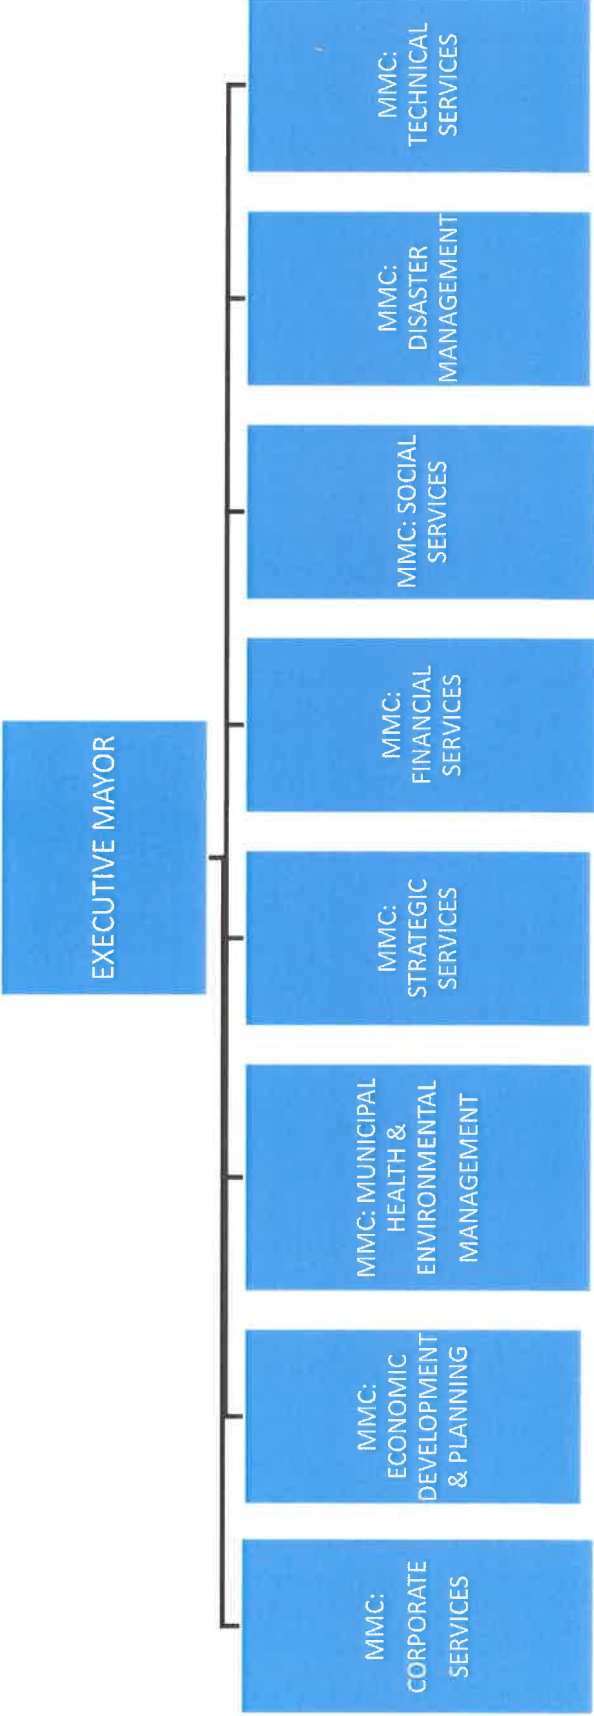 EXECUTIVE MAYOR
MMC:
CORPORATE
SERVICES
MMC:
ECONOMIC
DEVELOPMENT
& PLANNING
MMC: MUNICIPAL
HEALTH &
ENVIRONMENTAL
MANAGEMENT
MMC:
STRATEGIC
SERVICES
MMC:
FINANCIAL
SERVICES
MMC: SOCIAL
SERVICES
MMC:
DISASTER
MANAGEMENT
MMC:
TECHNICAL
SERVICES